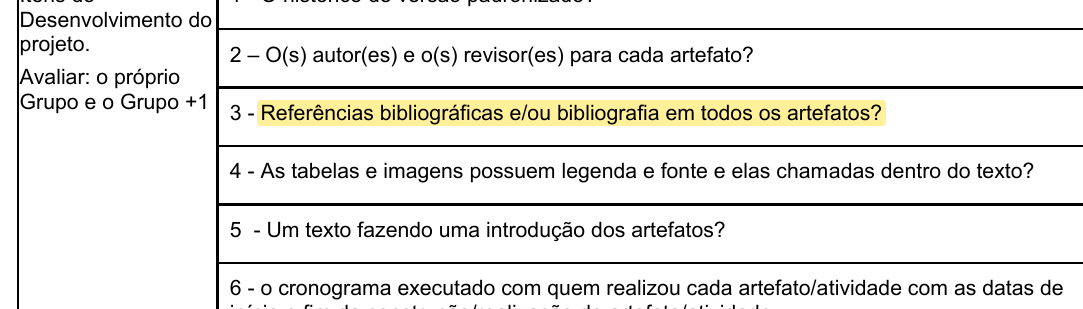 Desenvolvimento do
projeto.
Avaliar: o próprio
Grupo e o Grupo +1
2 – O(s) autor(es) e o(s) revisor(es) para cada artefato?
3 - Referências bibliográficas e/ou bibliografia em todos os artefatos?
4 - As tabelas e imagens possuem legenda e fonte e elas chamadas dentro do texto?
5 - Um texto fazendo uma introdução dos artefatos?
6 - o cronograma executado com quem realizou cada artefato/atividade com as datas de